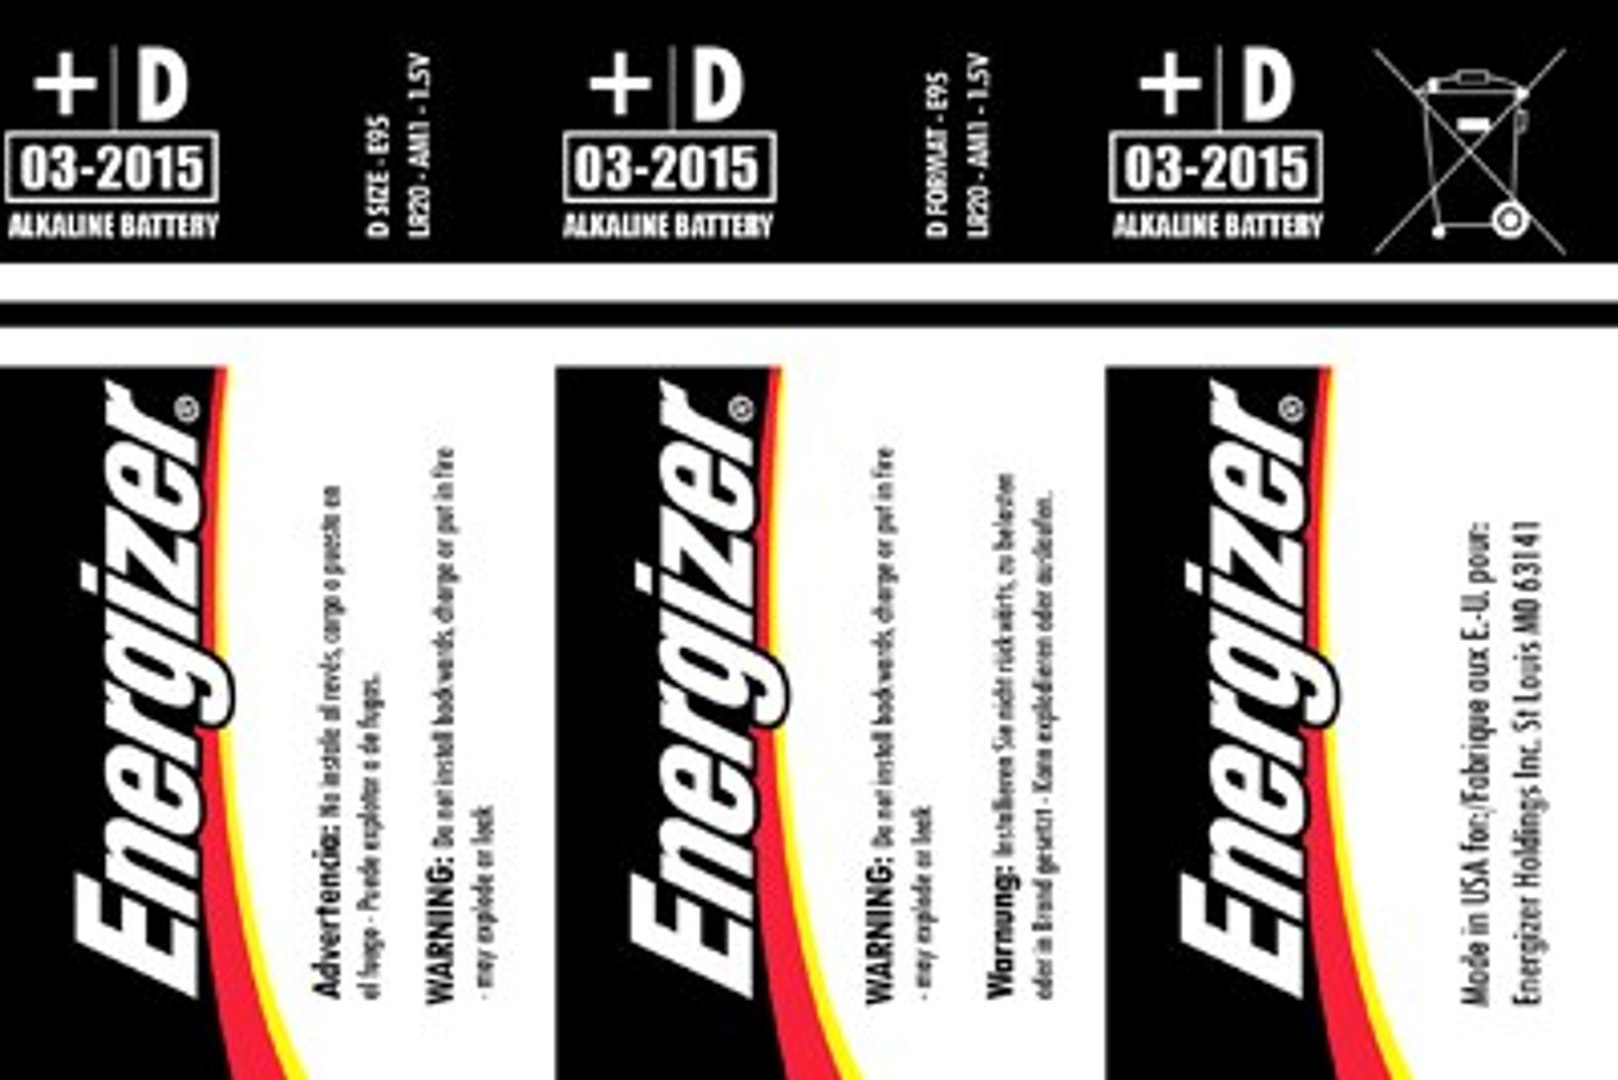 + D
03-2015
ALKALINE BATTERY
D SIZE - E95
LR20 - AM1 - 1.5V
+ D
03-2015
ALKALINE BATTERY
D FORMAT - E95
LR20 - AM1 - 1.5V
+ D
03-2015
ALKALINE BATTERY
Energizer®
Advertencia: No instale al revés, cargo o puesto en
el fuego - Puede explotar o de fugas.
WARNING: Do not install backwards, charge or put in fire
- may explode or leak
Energizer®
WARNING: Do not install backwards, charge or put in fire
- may explode or leak
Warnung: Installieren Sie nicht rückwärts, zu belasten
oder in Brand gesetzt - Kann explodieren oder auslaufen.
Energizer®
Made in USA for:/Fabrique aux E.-U. pour:
Energizer Holdings Inc. St Louis MO 63141